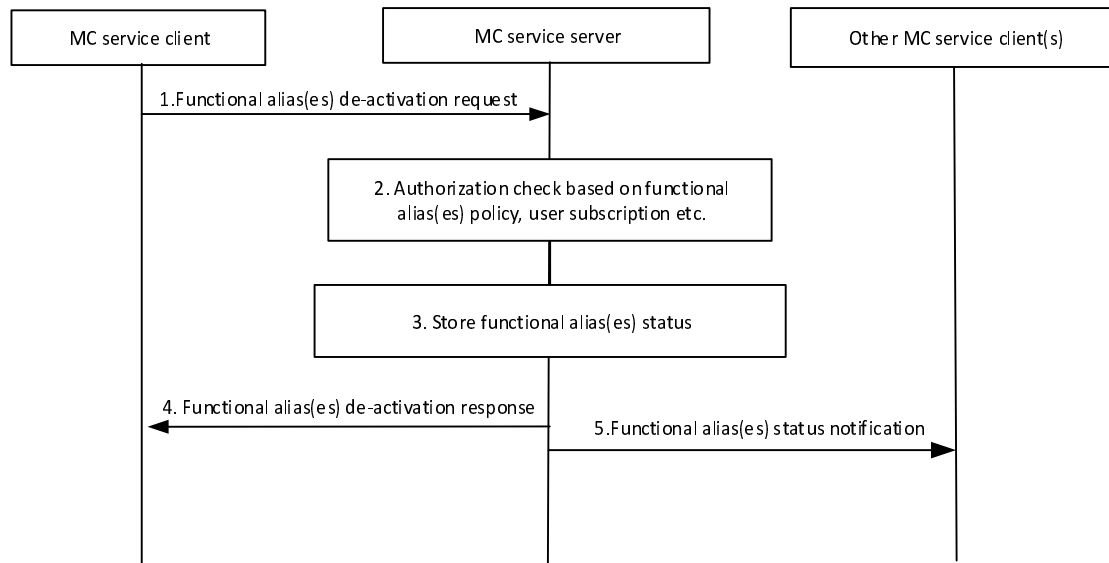 MC service client
MC service server
Other MC service client(s)
1.Functional alias(es) de-activation request
2. Authorization check based on functional
alias(es) policy, user subscription etc.
3. Store functional alias(es) status
4. Functional alias(es) de-activation response
5.Functional alias(es) status notification